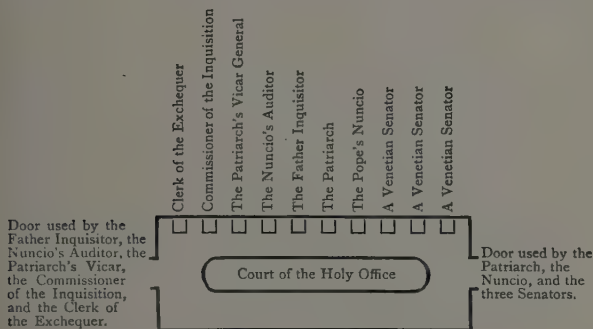 Clerk of the Exchequer
Commissioner of the Inquisition
The Patriarch's Vicar General
The Nuncio's Auditor
The Father Inquisitor
The Patriarch
The Pope's Nuncio
A Venetian Senator
A Venetian Senator
A Venetian Senator
Door used by the
Father Inquisitor, the
Nuncio's Auditor, the
Patriarch's Vicar,
the Commissioner
of the Inquisition,
and the Clerk of
the Exchequer.
Court of the Holy Office
Door used by the
Patriarch, the
Nuncio, and the
three Senators.